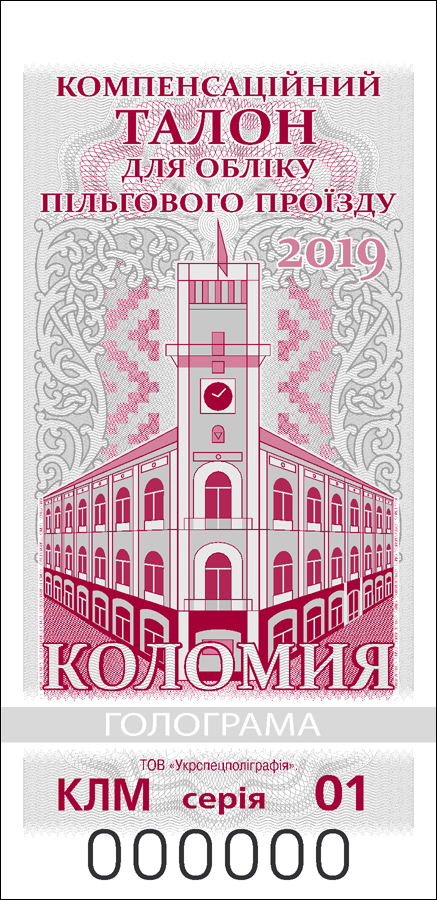 КОМПЕНСАЦІЙНИЙ
ТАЛОН
ДЛЯ ОБЛІКУ
ПІЛЬГОВОГО ПРОЇЗДУ
2019
КОЛОМИЯ
ГОЛОГРАМА
ТОВ «Укрспецполіграфія».
КЛМ серія 01
000000